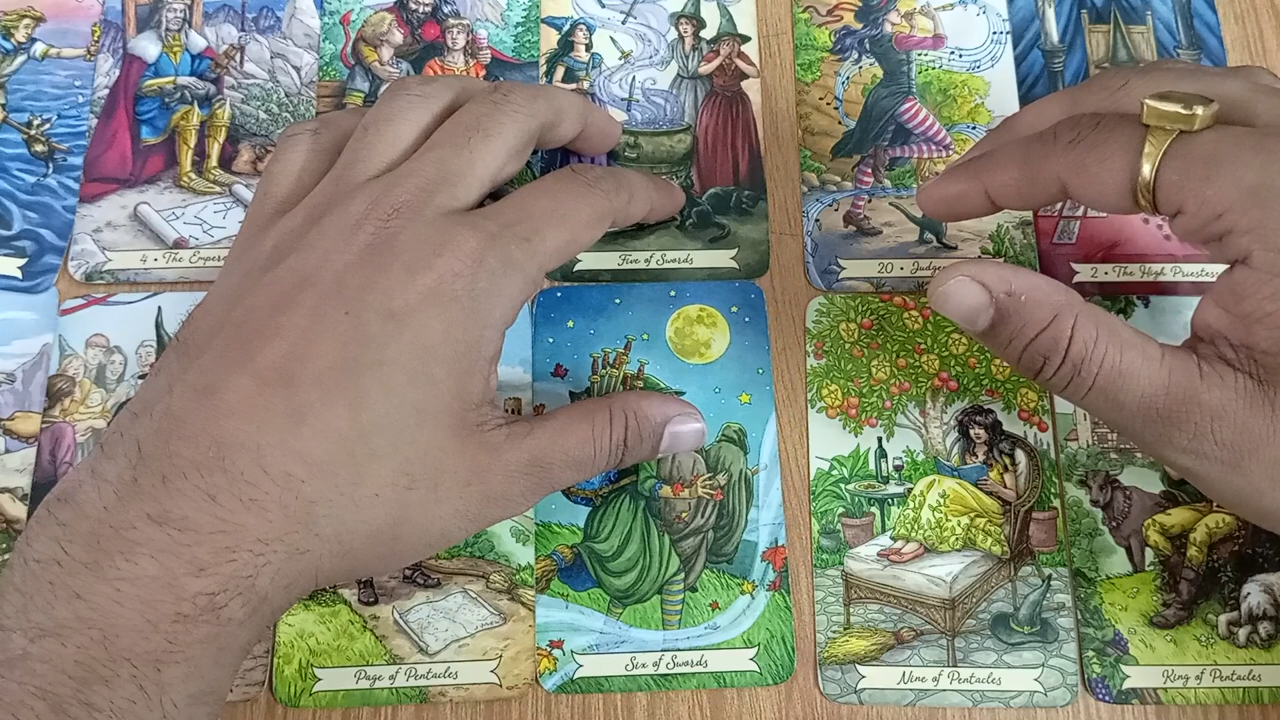 4 • The Empero
Five of Swords
20 • Judge
2 • The High Priestess
Page of Pentacles
Six of Swords
Nine of Pentacles
King of Pentacles